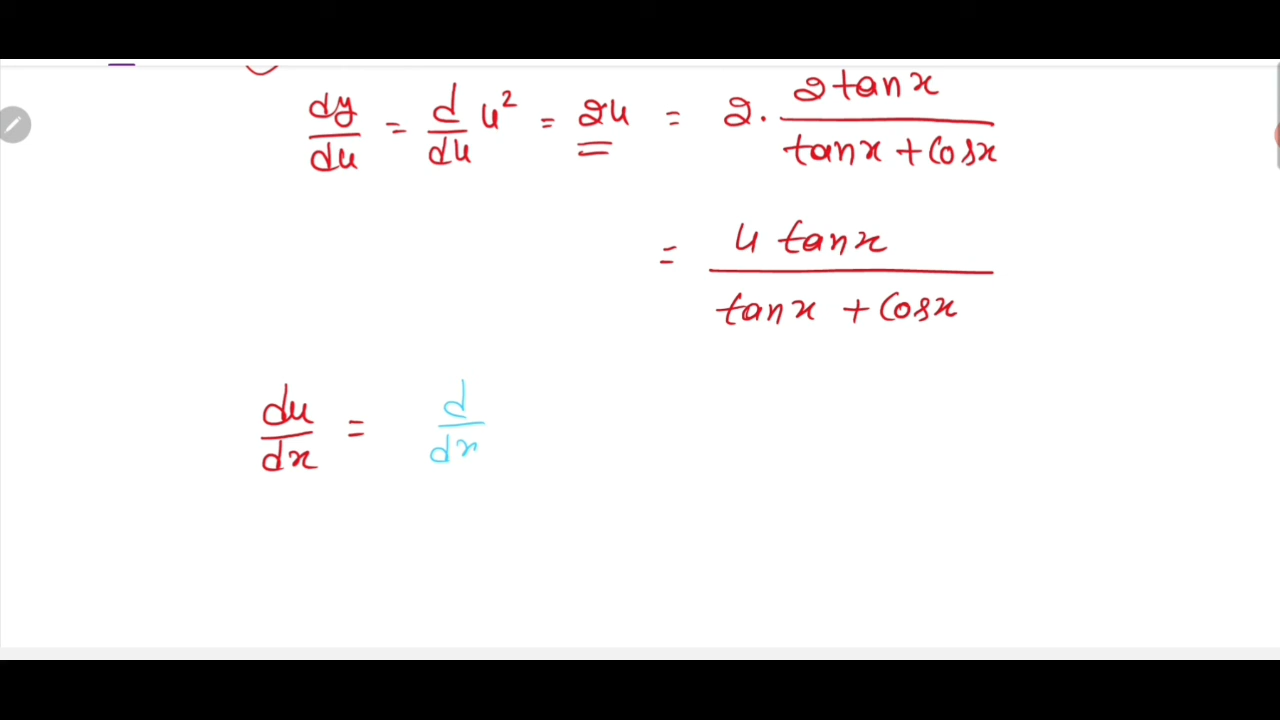 dy/du = d/du u² = 2u = 2. 2tanx/tanx + Cosx
= 4 tanx/tanx + Cosx
du/dx = d/dx